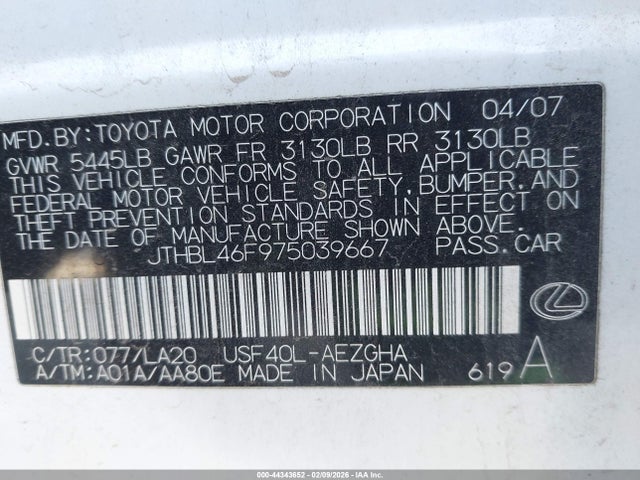 MFD.BY:TOYOTA MOTOR CORPORATION 04/07
GVWR 5445LB GAWR FR 3130LB RR 3130LB
THIS VEHICLE CONFORMS TO ALL APPLICABLE
FEDERAL MOTOR VEHICLE SAFETY,BUMPER,AND
THEFT PREVENTION STANDARDS IN EFFECT ON
THE DATE OF MANUFACTURE SHOWN ABOVE.
JTHBL46F975039667 PASS.CAR
C/TR:077/LA20 USF40L-AEZGHA
A/TM:A01A/AA80E MADE IN JAPAN 619A
000-44343652 - 02/09/2026 - IAAI.COM